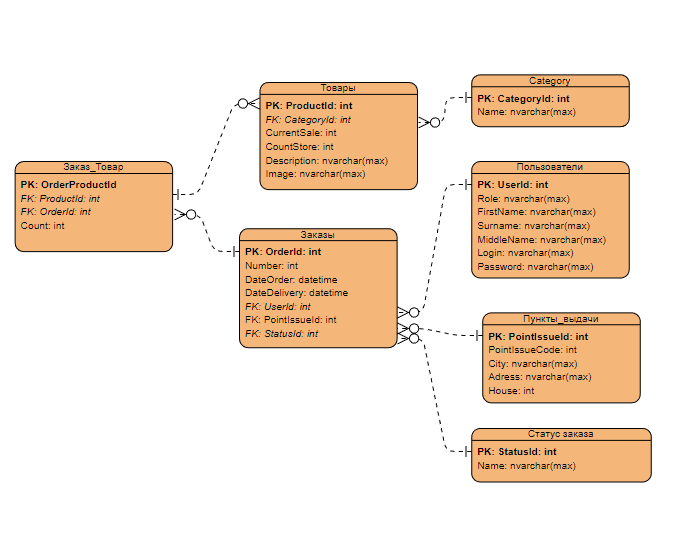 Товары
PK: ProductId: int
FK: CategoryId: int
CurrentSale: int
CountStore: int
Description: nvarchar(max)
Image: nvarchar(max)
Category
PK: CategoryId: int
Name: nvarchar(max)
Заказ_Товар
PK: OrderProductId
FK: ProductId: int
FK: OrderId: int
Count: int
Пользователи
PK: UserId: int
Role: nvarchar(max)
FirstName: nvarchar(max)
Surname: nvarchar(max)
MiddleName: nvarchar(max)
Login: nvarchar(max)
Password: nvarchar(max)
Заказы
PK: OrderId: int
Number: int
DateOrder: datetime
DateDelivery: datetime
FK: UserId: int
FK: PointIssueId: int
FK: StatusId: int
Пункты_выдачи
PK: PointIssueId: int
PointIssueCode: int
City: nvarchar(max)
Adress: nvarchar(max)
House: int
Статус заказа
PK: StatusId: int
Name: nvarchar(max)